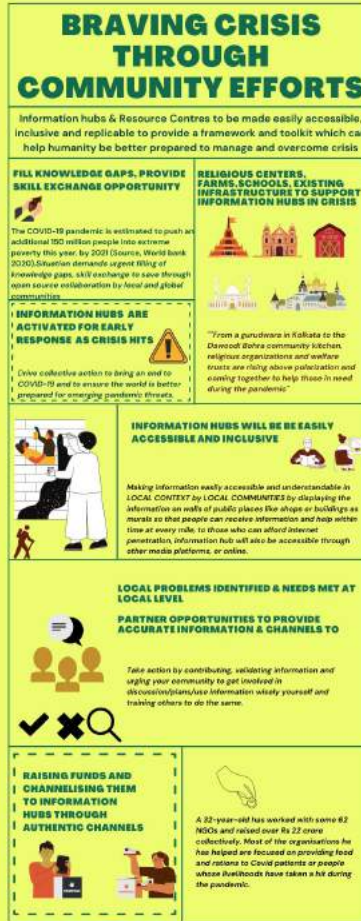 BRAVING CRISIS
THROUGH
COMMUNITY EFFORTS
Information hubs & Resource Centres to be made easily accessible,
inclusive and replicable to provide a framework and toolkit which can
help humanity be better prepared to manage and overcome crisis
FILL KNOWLEDGE GAPS, PROVIDE
SKILL EXCHANGE OPPORTUNITY
The COVID-19 pandemic is estimated to push an
additional 150 million people into extreme
poverty this year, by 2021 (Source, World bank
2020).Situation demands urgent filling of
knowledge gaps, skill exchange to save through
open source collaboration by local and global
communities
RELIGIOUS CENTERS,
FARMS,SCHOOLS, EXISTING
INFRASTRUCTURE TO SUPPORT
INFORMATION HUBS IN CRISIS
""From a gurudwara in Kolkata to the
Dawoodi Bohra community kitchen,
religious organizations and welfare
trusts are rising above polarization and
coming together to help those in need
during the pandemic"
INFORMATION HUBS ARE
ACTIVATED FOR EARLY
RESPONSE AS CRISIS HITS
Drive collective action to bring an end to
COVID-19 and to ensure the world is better
prepared for emerging pandemic threats.
INFORMATION HUBS WILL BE BE EASILY
ACCESSIBLE AND INCLUSIVE
Making information easily accessible and understandable in
LOCAL CONTEXT by LOCAL COMMUNITIES by displaying the
information on walls of public places like shops or buildings as
murals so that people can receive information and help within
time at every mile, to those who can afford internet
penetration, information hub will also be accessible through
other media platforms, or online.
LOCAL PROBLEMS IDENTIFIED & NEEDS MET AT
LOCAL LEVEL
PARTNER OPPORTUNITIES TO PROVIDE
ACCURATE INFORMATION & CHANNELS TO
Take action by contributing, validating information and
urging your community to get involved in
discussion/plans/use information wisely yourself and
training others to do the same.
RAISING FUNDS AND
CHANNELISING THEM
TO INFORMATION
HUBS THROUGH
AUTHENTIC CHANNELS
A 32-year-old has worked with some 62
NGOs and raised over Rs 22 crore
collectively. Most of the organisations he
has helped are focused on providing food
and rations to Covid patients or people
whose livelihoods have taken a hit during
the pandemic.